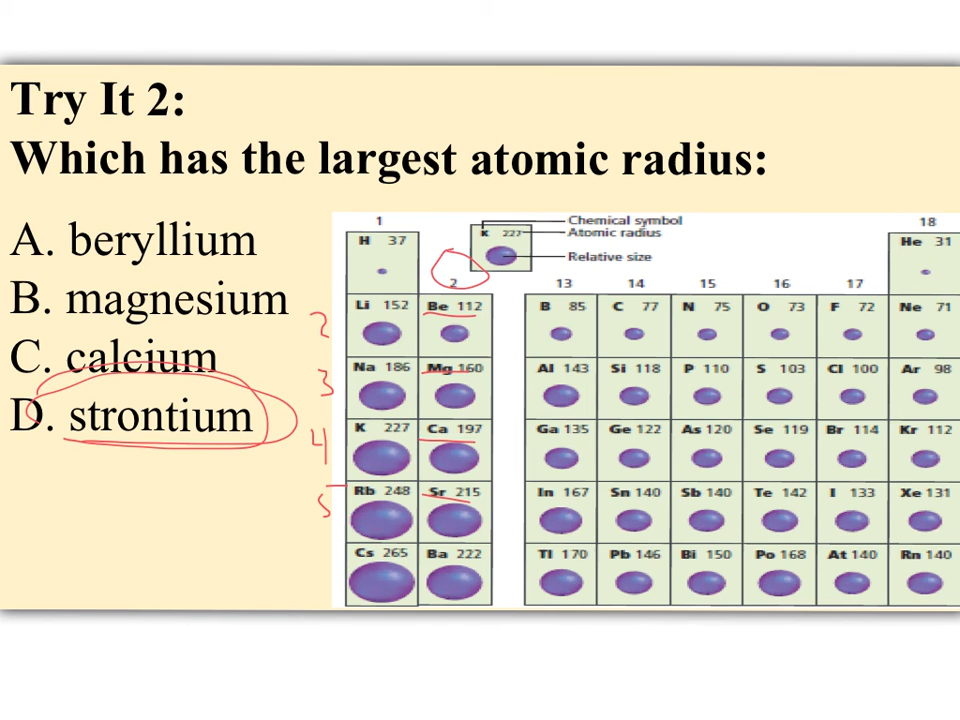 Try It 2:
Which has the largest atomic radius:
A. beryllium
B. magnesium
C. calcium
D. strontium
1
18
Chemical symbol
K 227
Atomic radius
Relative size
H 37
He 31
2
13
14
15
16
17
2
Li 152
Be 112
B 85
C 77
N 75
O 73
F 72
Ne 71
3
Na 186
Mg 160
Al 143
Si 118
P 110
S 103
Cl 100
Ar 98
4
K 227
Ca 197
Ga 135
Ge 122
As 120
Se 119
Br 114
Kr 112
5
Rb 248
Sr 215
In 167
Sn 140
Sb 140
Te 142
I 133
Xe 131
Cs 265
Ba 222
Tl 170
Pb 146
Bi 150
Po 168
At 140
Rn 140